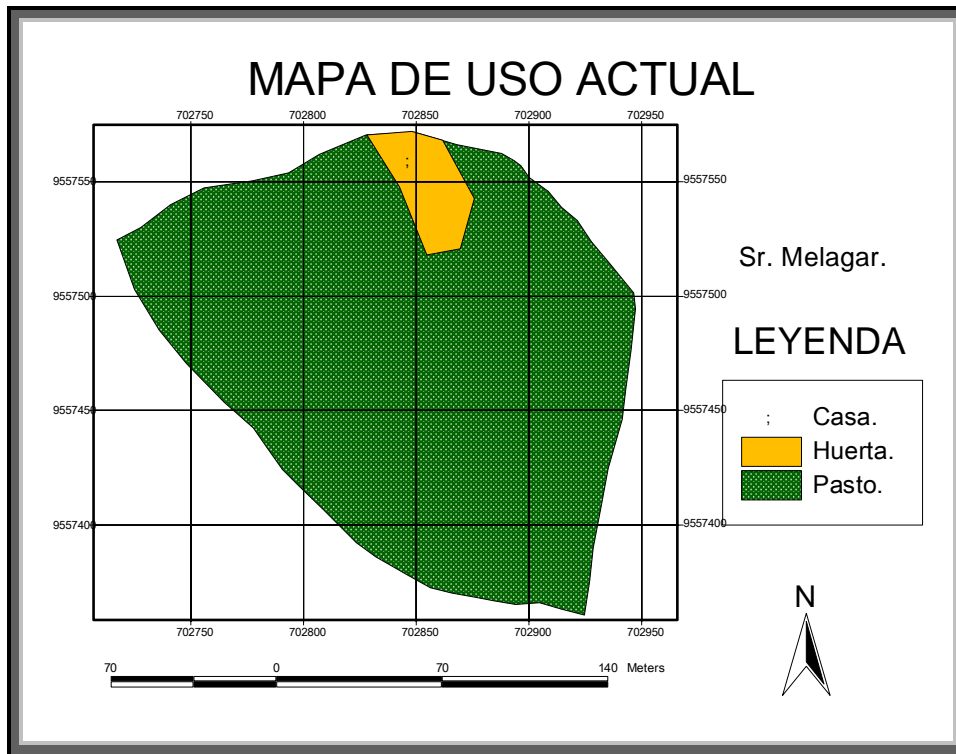 MAPA DE USO ACTUAL
702750 702800 702850 702900 702950
;
9557550 9557550
Sr. Melagar.
9557500 9557500
LEYENDA
; Casa.
Huerta.
Pasto.
9557450 9557450
9557400 9557400
702750 702800 702850 702900 702950
N
70 0 70 140 Meters